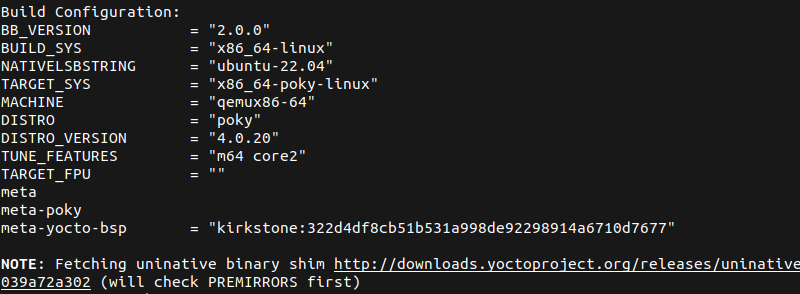 Build Configuration:
BB_VERSION = "2.0.0"
BUILD_SYS = "x86_64-linux"
NATIVELSBSTRING = "ubuntu-22.04"
TARGET_SYS = "x86_64-poky-linux"
MACHINE = "qemux86-64"
DISTRO = "poky"
DISTRO_VERSION = "4.0.20"
TUNE_FEATURES = "m64 core2"
TARGET_FPU = ""
meta
meta-poky
meta-yocto-bsp = "kirkstone:322d4df8cb51b531a998de92298914a6710d7677"
NOTE: Fetching uninative binary shim http://downloads.yoctoproject.org/releases/uninative
039a72a302 (will check PREMIRRORS first)